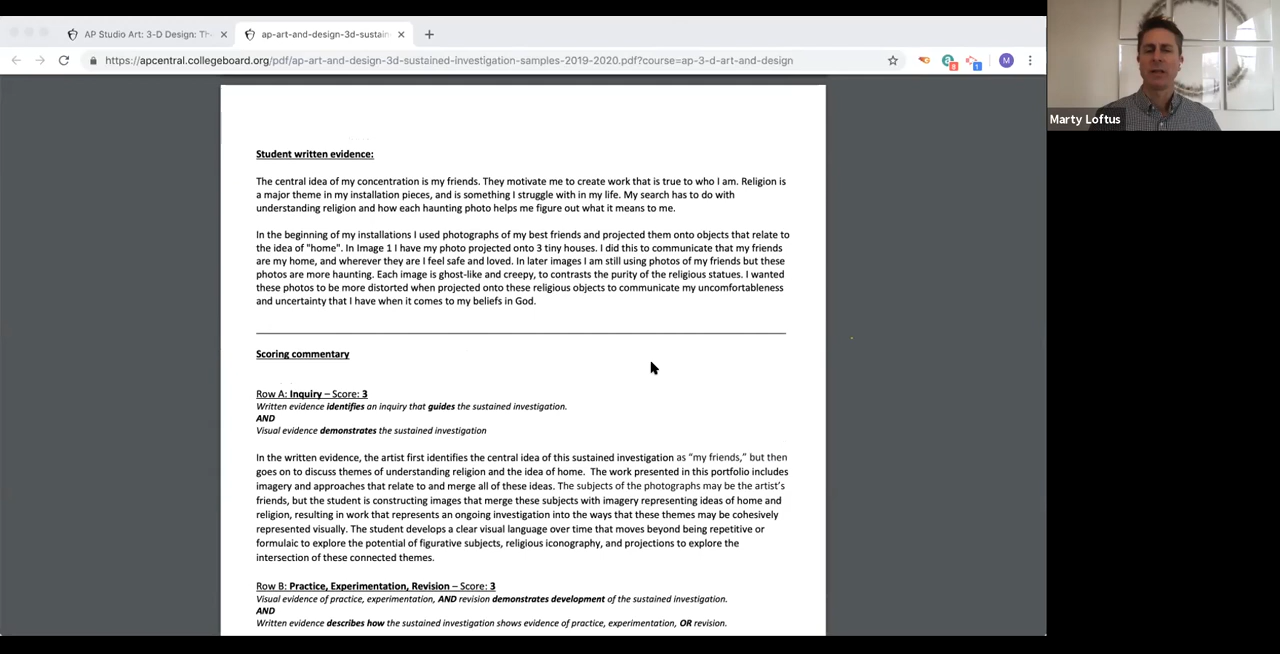 AP Studio Art: 3-D Design: Th
ap-art-and-design-3d-sustain
https://apcentral.collegeboard.org/pdf/ap-art-and-design-3d-sustained-investigation-samples-2019-2020.pdf?course=ap-3-d-art-and-design
M
Marty Loftus
Student written evidence:
The central idea of my concentration is my friends. They motivate me to create work that is true to who I am. Religion is
a major theme in my installation pieces, and is something I struggle with in my life. My search has to do with
understanding religion and how each haunting photo helps me figure out what it means to me.
In the beginning of my installations I used photographs of my best friends and projected them onto objects that relate to
the idea of "home". In Image 1 I have my photo projected onto 3 tiny houses. I did this to communicate that my friends
are my home, and wherever they are I feel safe and loved. In later images I am still using photos of my friends but these
photos are more haunting. Each image is ghost-like and creepy, to contrasts the purity of the religious statues. I wanted
these photos to be more distorted when projected onto these religious objects to communicate my uncomfortableness
and uncertainty that I have when it comes to my beliefs in God.
Scoring commentary
Row A: Inquiry – Score: 3
Written evidence identifies an inquiry that guides the sustained investigation.
AND
Visual evidence demonstrates the sustained investigation
In the written evidence, the artist first identifies the central idea of this sustained investigation as “my friends,” but then
goes on to discuss themes of understanding religion and the idea of home.  The work presented in this portfolio includes
imagery and approaches that relate to and merge all of these ideas. The subjects of the photographs may be the artist’s
friends, but the student is constructing images that merge these subjects with imagery representing ideas of home and
religion, resulting in work that represents an ongoing investigation into the ways that these themes may be cohesively
represented visually. The student develops a clear visual language over time that moves beyond being repetitive or
formulaic to explore the potential of figurative subjects, religious iconography, and projections to explore the
intersection of these connected themes.
Row B: Practice, Experimentation, Revision – Score: 3
Visual evidence of practice, experimentation, AND revision demonstrates development of the sustained investigation.
AND
Written evidence describes how the sustained investigation shows evidence of practice, experimentation, OR revision.